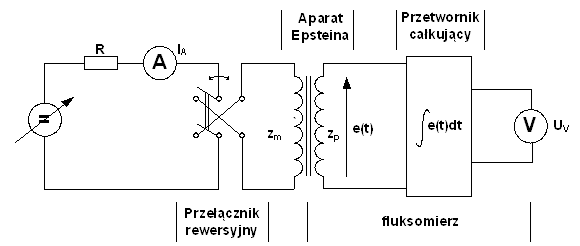 Aparat
Epsteina
Przetwornik
całkujący
R
A
I_A
=
z_m
z_p
e(t)
∫e(t)dt
V
U_V
Przełącznik
rewersyjny
fluksomierz